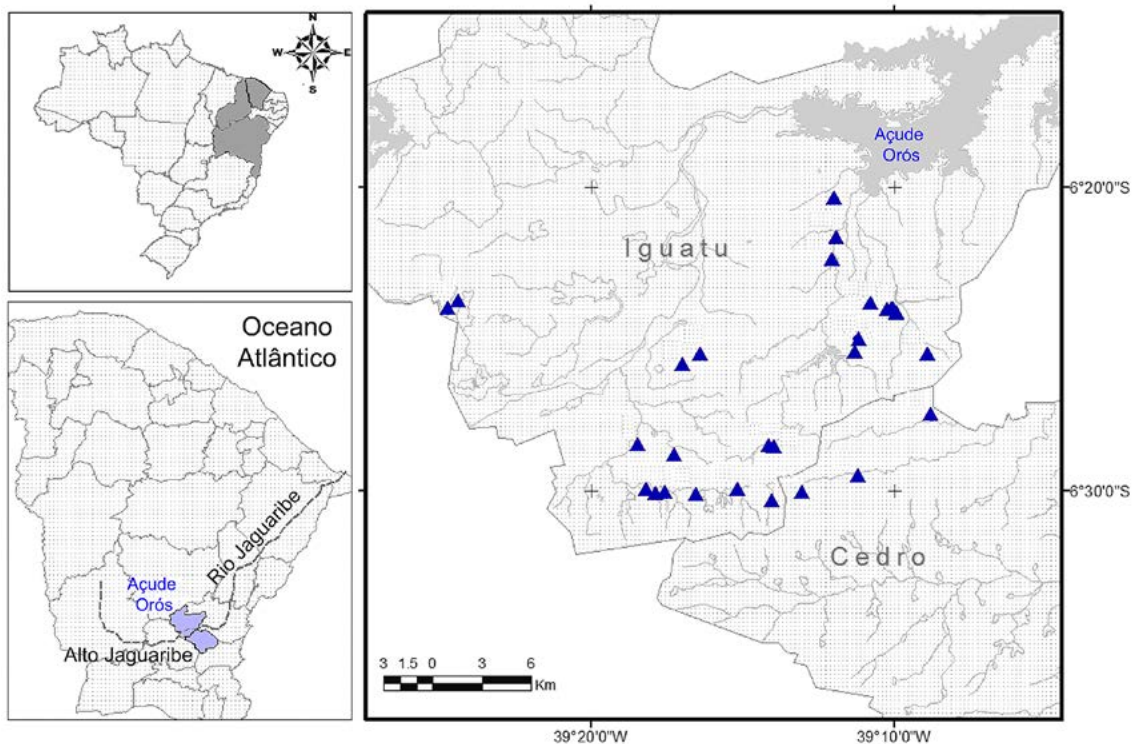 N
W E
S
Oceano
Atlântico
Rio Jaguaribe
Açude
Orós
Alto Jaguaribe
Açude
Orós
Iguatu
Cedro
6°20'0"S
6°30'0"S
3 1.5 0 3 6
Km
39°20'0"W 39°10'0"W